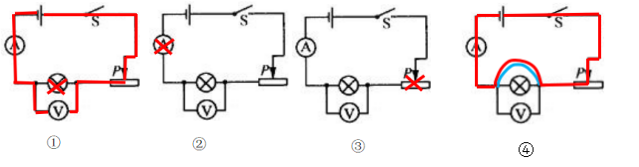 S S S S
A A A A
P P P P
V V V V
① ② ③ ④